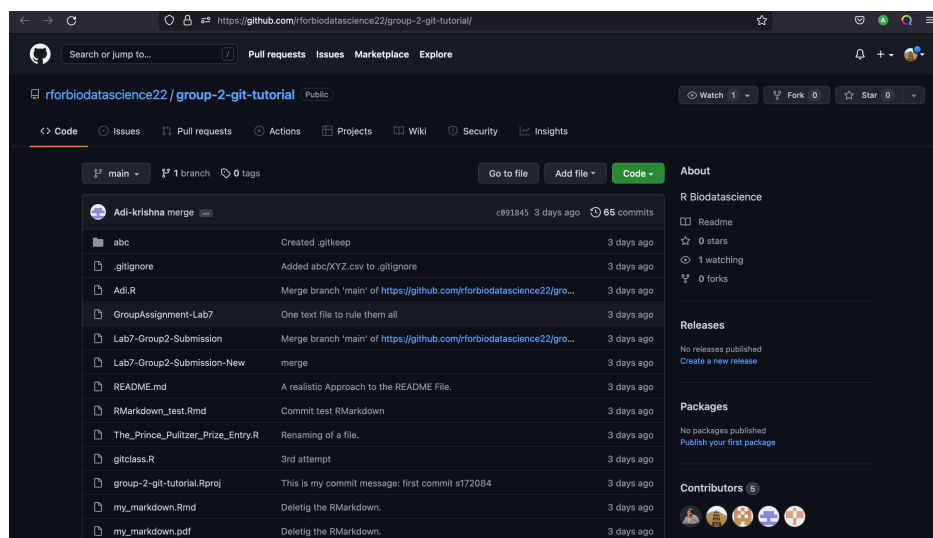 https://github.com/rforbiodatascience22/group-2-git-tutorial/
Search or jump to... / Pull requests Issues Marketplace Explore
rforbiodatascience22 / group-2-git-tutorial Public
Watch 1 Fork 0 Star 0
Code Issues Pull requests Actions Projects Wiki Security Insights
main 1 branch 0 tags Go to file Add file Code
Adi-krishna merge ... c091845 3 days ago 65 commits
abc Created .gitkeep 3 days ago
.gitignore Added abc/XYZ.csv to .gitignore 3 days ago
Adi.R Merge branch 'main' of https://github.com/rforbiodatascience22/gro... 3 days ago
GroupAssignment-Lab7 One text file to rule them all 3 days ago
Lab7-Group2-Submission Merge branch 'main' of https://github.com/rforbiodatascience22/gro... 3 days ago
Lab7-Group2-Submission-New merge 3 days ago
README.md A realistic Approach to the README File. 3 days ago
RMarkdown_test.Rmd Commit test RMarkdown 3 days ago
The_Prince_Pulitzer_Prize_Entry.R Renaming of a file. 3 days ago
gitclass.R 3rd attempt 3 days ago
group-2-git-tutorial.Rproj This is my commit message: first commit s172084 3 days ago
my_markdown.Rmd Deletig the RMarkdown. 3 days ago
my_markdown.pdf Deletig the RMarkdown. 3 days ago
About
R Biodatascience
Readme
0 stars
1 watching
0 forks
Releases
No releases published
Create a new release
Packages
No packages published
Publish your first package
Contributors 5